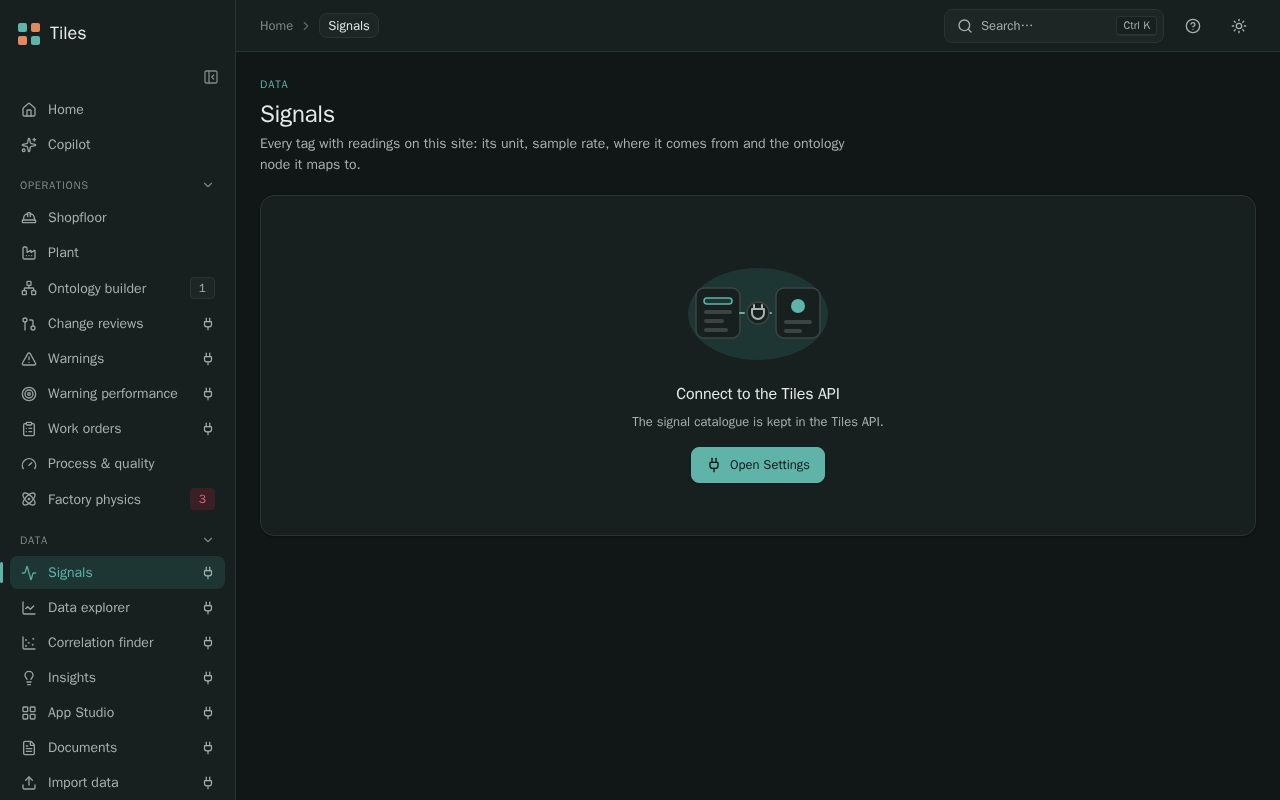 Tiles
Home
Copilot
OPERATIONS
Shopfloor
Plant
Ontology builder 1
Change reviews
Warnings
Warning performance
Work orders
Process & quality
Factory physics 3
DATA
Signals
Data explorer
Correlation finder
Insights
App Studio
Documents
Import data
Home Signals
Search… Ctrl K
DATA
Signals
Every tag with readings on this site: its unit, sample rate, where it comes from and the ontology
node it maps to.
Connect to the Tiles API
The signal catalogue is kept in the Tiles API.
Open Settings